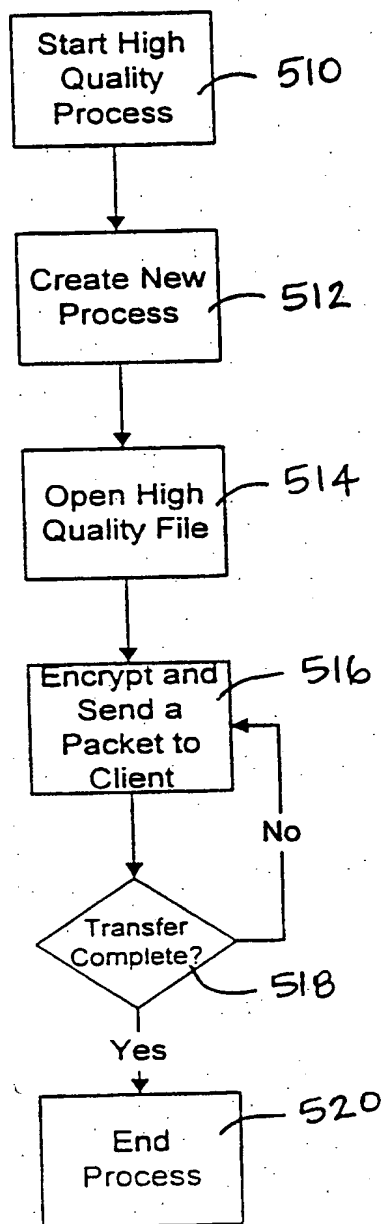 Start High
Quality
Process
510
Create New
Process
512
Open High
Quality File
514
Encrypt and
Send a
Packet to
Client
516
No
Transfer
Complete?
518
Yes
End
Process
520